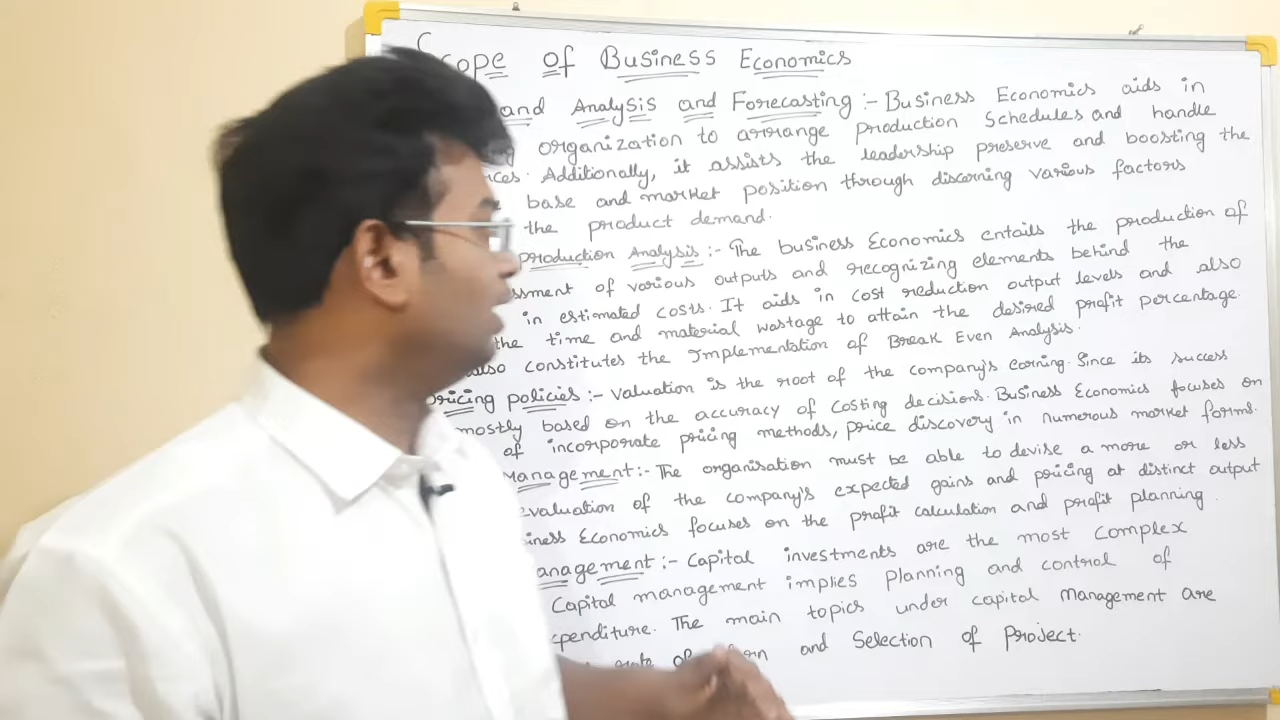 Scope of Business Economics
and Analysis and Forecasting :- Business Economics aids in
organization to arrange production Schedules and handle
Additionally, it assists the leadership preserve and boosting the
base and market position through discerning various factors
the product demand.
production Analysis :- The business Economics entails the production of
ssment of various outputs and recognizing elements behind the
in estimated costs. It aids in cost reduction output levels and also
the time and material wastage to attain the desired profit percentage.
also constitutes the Implementation of Break Even Analysis.
pricing policies :- Valuation is the root of the company's earning. Since its success
mostly based on the accuracy of costing decisions. Business Economics focuses on
of incorporate pricing methods, price discovery in numerous market forms.
Management :- The organisation must be able to devise a more or less
evaluation of the company's expected gains and pricing at distinct output
iness Economics focuses on the profit calculation and profit planning.
anagement :- Capital investments are the most Complex
Capital management implies planning and control of
penditure. The main topics under capital management are
rate of and Selection of Project.